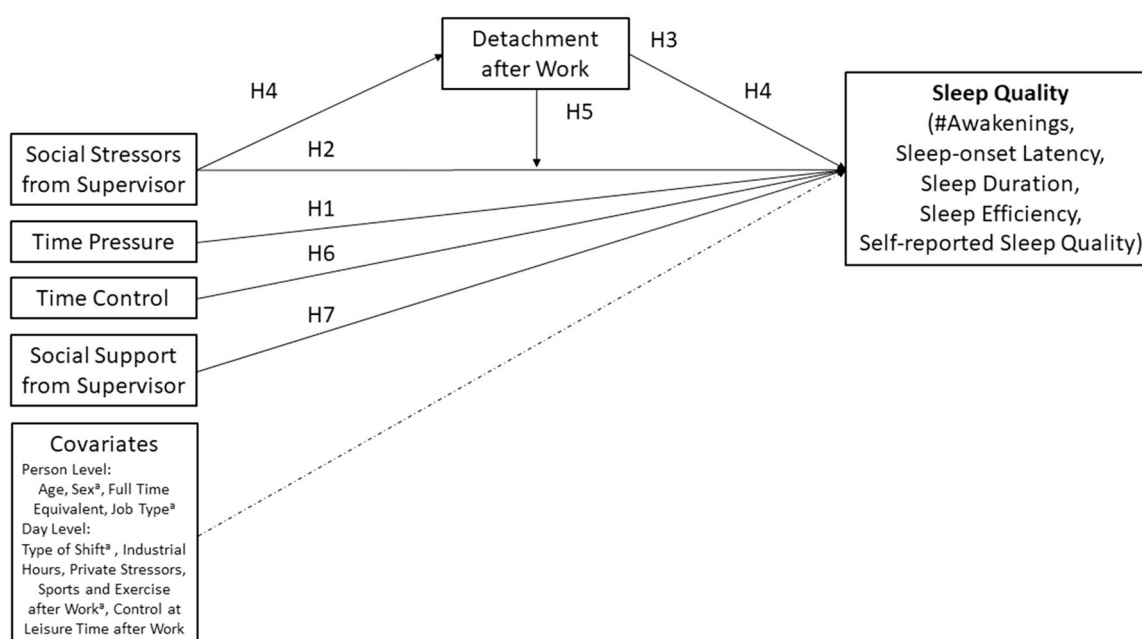 Detachment
after Work
H3
H4
H4
H5
Sleep Quality
(#Awakenings,
Sleep-onset Latency,
Sleep Duration,
Sleep Efficiency,
Self-reported Sleep Quality)
Social Stressors
from Supervisor
H2
Time Pressure
H1
Time Control
H6
Social Support
from Supervisor
H7
Covariates
Person Level:
Age, Sexª, Full Time
Equivalent, Job Typeª
Day Level:
Type of Shiftª , Industrial
Hours, Private Stressors,
Sports and Exercise
after Workª, Control at
Leisure Time after Work